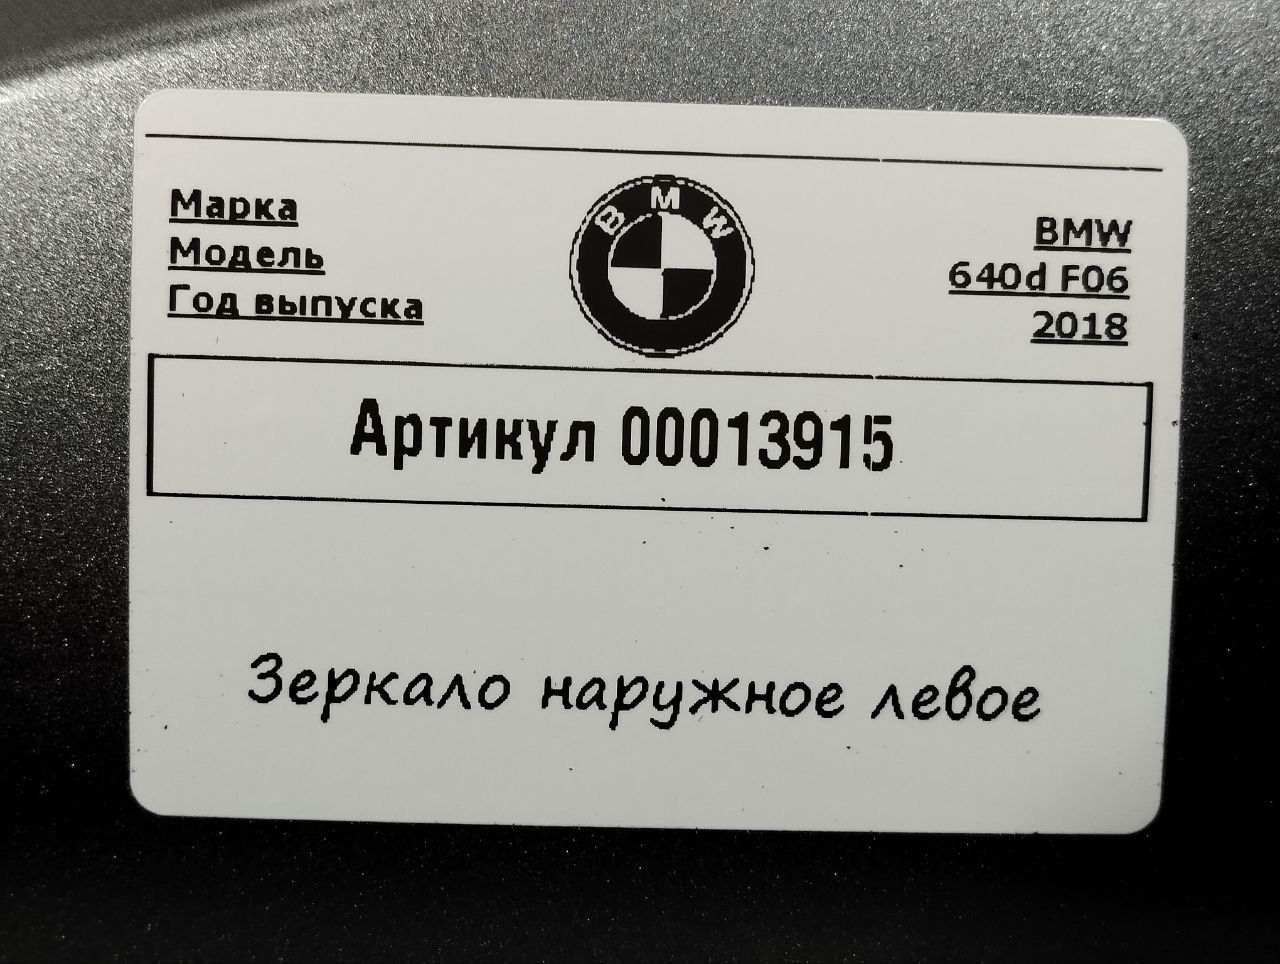 Марка
Модель
Год выпуска
BMW
BMW
640d F06
2018
Артикул 00013915
Зеркало наружное левое